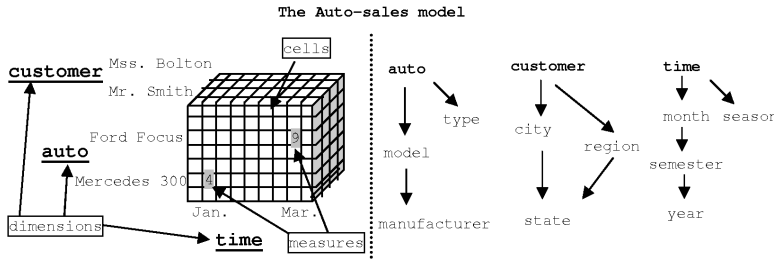 The Auto-sales model
cells
customer
Mss. Bolton
Mr. Smith
Ford Focus
9
auto
Mercedes 300
4
Jan.
Mar.
dimensions
time
measures
auto
type
model
manufacturer
customer
city
region
state
time
month
season
semester
year